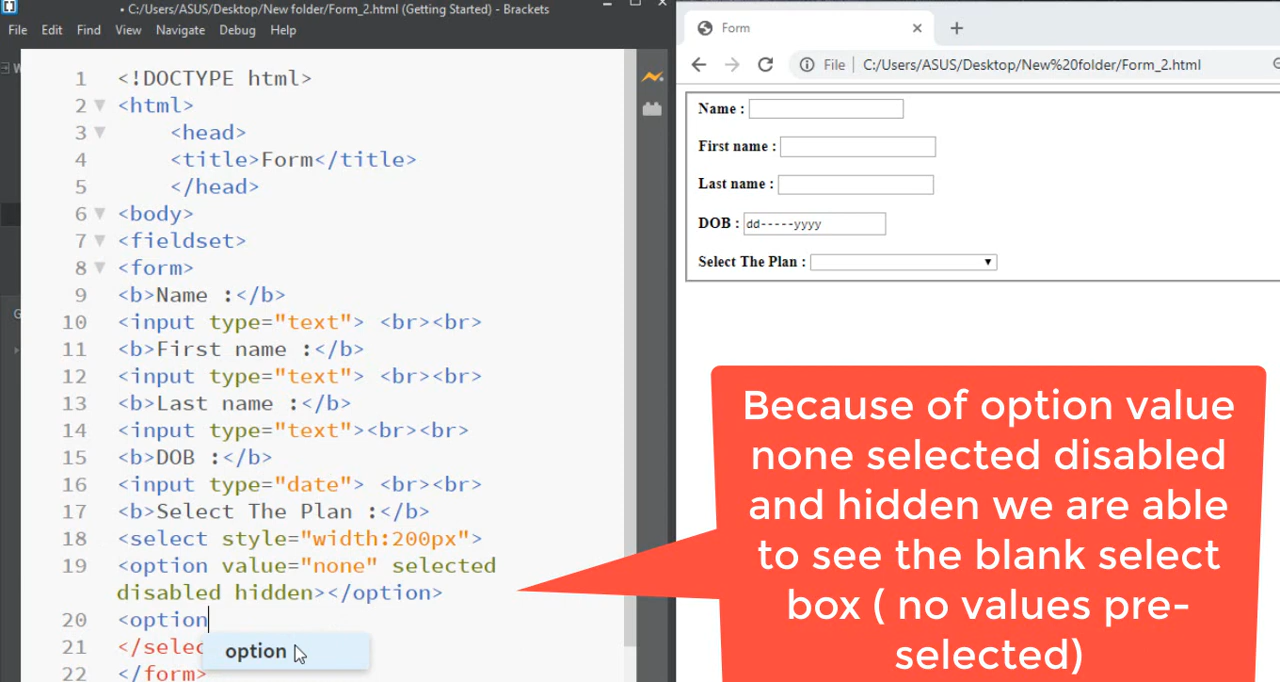 • C:/Users/ASUS/Desktop/New folder/Form_2.html (Getting Started) - Brackets
File Edit Find View Navigate Debug Help
1 <!DOCTYPE html>
2 <html>
3 <head>
4 <title>Form</title>
5 </head>
6 <body>
7 <fieldset>
8 <form>
9 <b>Name :</b>
10 <input type="text"> <br><br>
11 <b>First name :</b>
12 <input type="text"> <br><br>
13 <b>Last name :</b>
14 <input type="text"><br><br>
15 <b>DOB :</b>
16 <input type="date"> <br><br>
17 <b>Select The Plan :</b>
18 <select style="width:200px">
19 <option value="none" selected
disabled hidden></option>
20 <option
option
21 </selec
22 </form>
Form
File | C:/Users/ASUS/Desktop/New%20folder/Form_2.html
Name :
First name :
Last name :
DOB : dd-----yyyy
Select The Plan :
Because of option value
none selected disabled
and hidden we are able
to see the blank select
box ( no values pre-
selected)